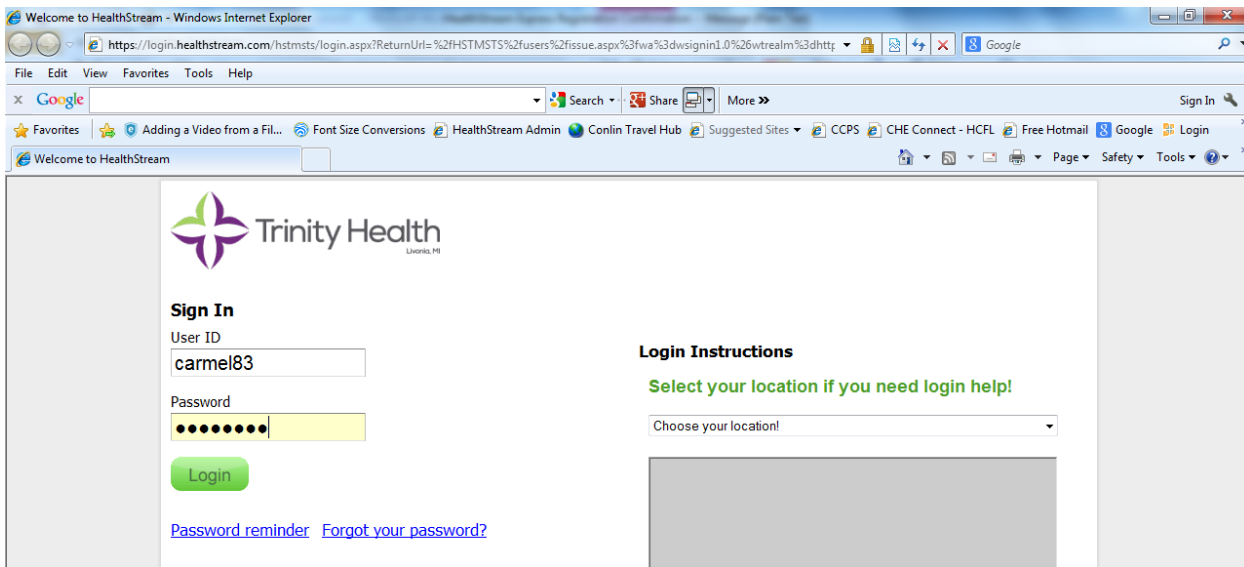 Welcome to HealthStream - Windows Internet Explorer
https://login.healthstream.com/hstmsts/login.aspx?ReturnUrl=%2fHSTMSTS%2fusers%2fissue.aspx%3fwa%3dwsignin1.0%26wtrealm%3dhttp
Google
File Edit View Favorites Tools Help
x Google Search Share More » Sign In
Favorites Adding a Video from a Fil... Font Size Conversions HealthStream Admin Conlin Travel Hub Suggested Sites CCPS CHE Connect - HCFL Free Hotmail Google Login
Welcome to HealthStream Page Safety Tools
Trinity Health
Livonia, MI
Sign In
User ID
carmel83
Password
●●●●●●●●
Login
Password reminder Forgot your password?
Login Instructions
Select your location if you need login help!
Choose your location!